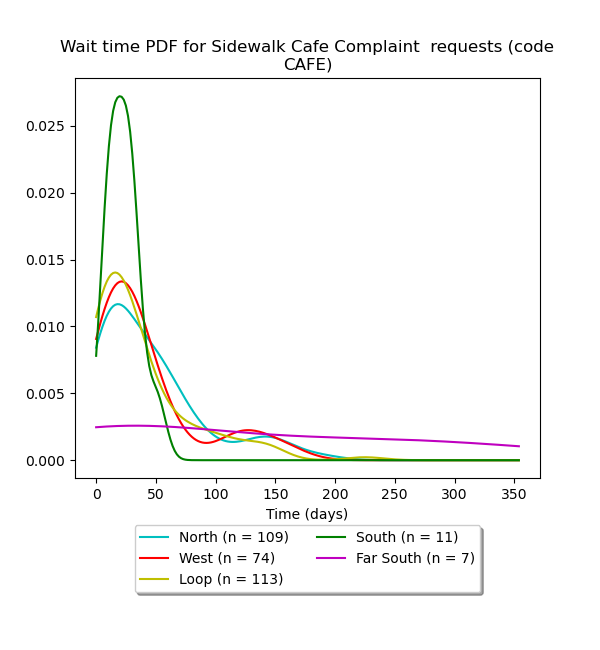 Wait time PDF for Sidewalk Cafe Complaint  requests (code
CAFE)
0.025
0.020
0.015
0.010
0.005
0.000
0 50 100 150 200 250 300 350
Time (days)
North (n = 109) South (n = 11)
West (n = 74) Far South (n = 7)
Loop (n = 113)